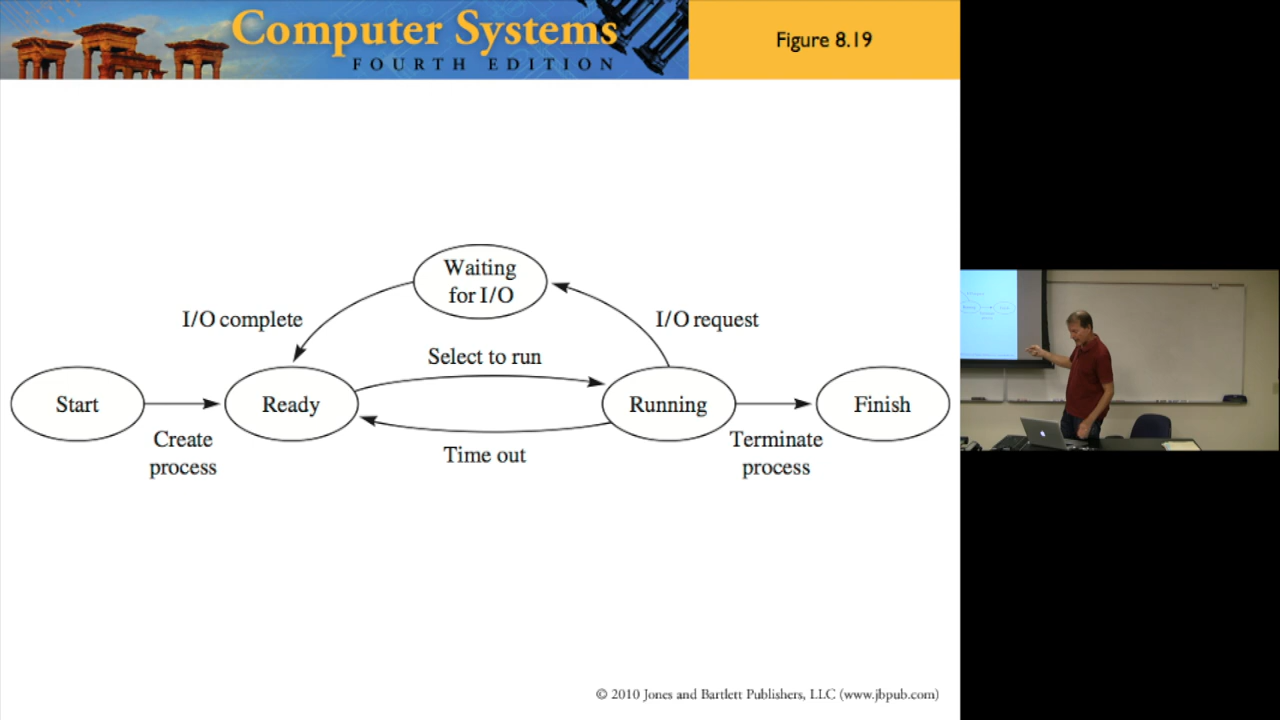 Computer Systems
FOURTH EDITION
Figure 8.19
Waiting
for I/O
I/O complete
I/O request
Select to run
Start
Ready
Running
Finish
Create
process
Time out
Terminate
process
© 2010 Jones and Bartlett Publishers, LLC (www.jbpub.com)